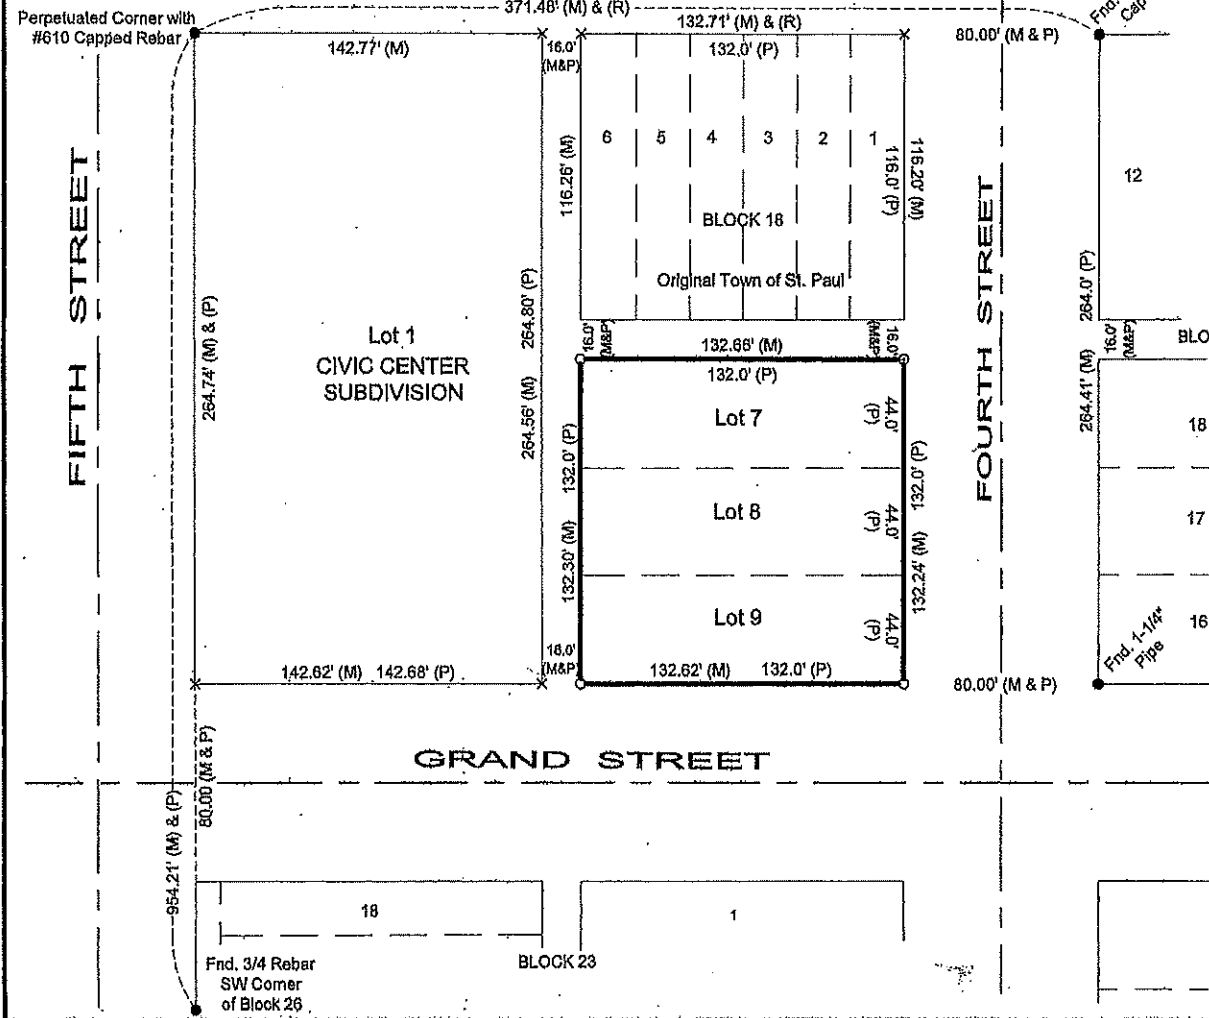 371.48' (M) & (R)
Perpetuated Corner with
#610 Capped Rebar
142.77' (M)
16.0'
(M&P)
132.71' (M) & (R)
132.0' (P)
80.00' (M & P)
Fnd.
Cap
6
5
4
3
2
1
116.26' (M)
116.0' (P)
116.20' (M)
12
BLOCK 18
Original Town of St. Paul
FIFTH STREET
FOURTH STREET
264.74' (M) & (P)
264.80' (P)
264.56' (M)
Lot 1
CIVIC CENTER
SUBDIVISION
16.0'
(M&P)
132.66' (M)
132.0' (P)
16.0'
(M&P)
264.0' (P)
264.41' (M)
16.0'
(M&P)
BLO
Lot 7
44.0'
(P)
18
132.0' (P)
132.30' (M)
132.0' (P)
132.24' (M)
Lot 8
44.0'
(P)
17
Lot 9
44.0'
(P)
16
Fnd. 1-1/4"
Pipe
16.0'
(M&P)
142.62' (M) 142.68' (P)
132.62' (M) 132.0' (P)
80.00' (M & P)
GRAND STREET
80.00 (M & P)
954.21' (M) & (P)
18
1
BLOCK 23
Fnd. 3/4 Rebar
SW Corner
of Block 26